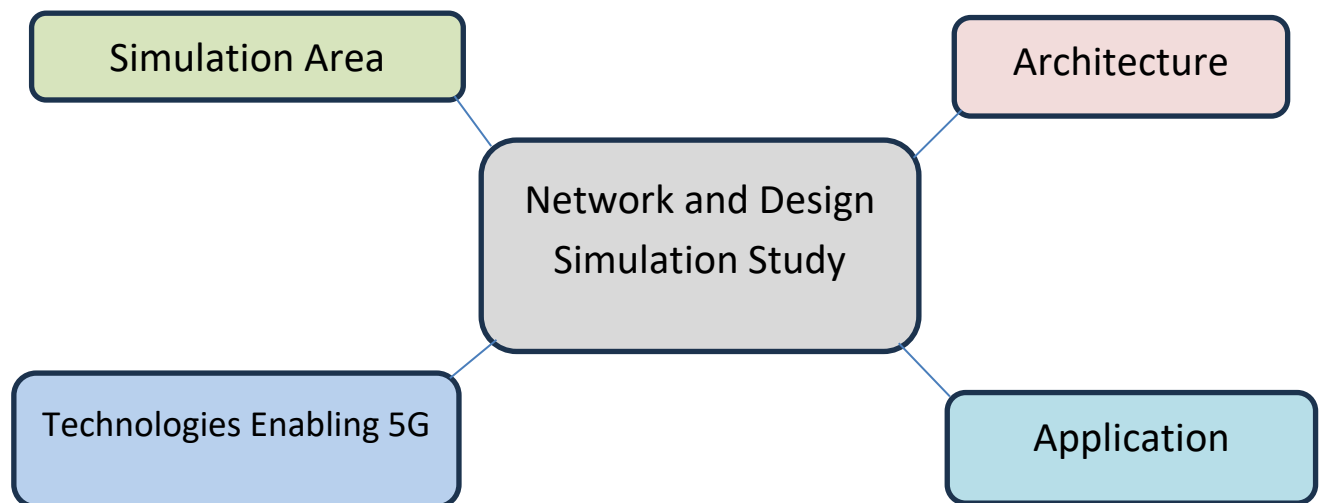 Simulation Area
Architecture
Network and Design
Simulation Study
Technologies Enabling 5G
Application